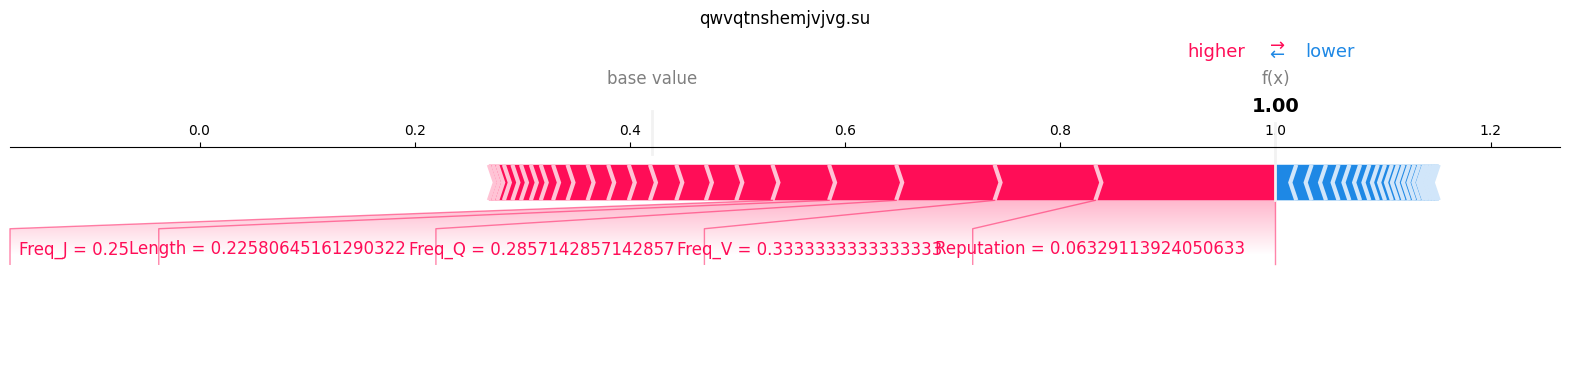 qwvqtnshemjvjvg.su
higher ⇄ lower
base value f(x)
1.00
0.0 0.2 0.4 0.6 0.8 1.0 1.2
Freq_J = 0.25 Length = 0.22580645161290322 Freq_Q = 0.2857142857142857 Freq_V = 0.3333333333333333 Reputation = 0.06329113924050633